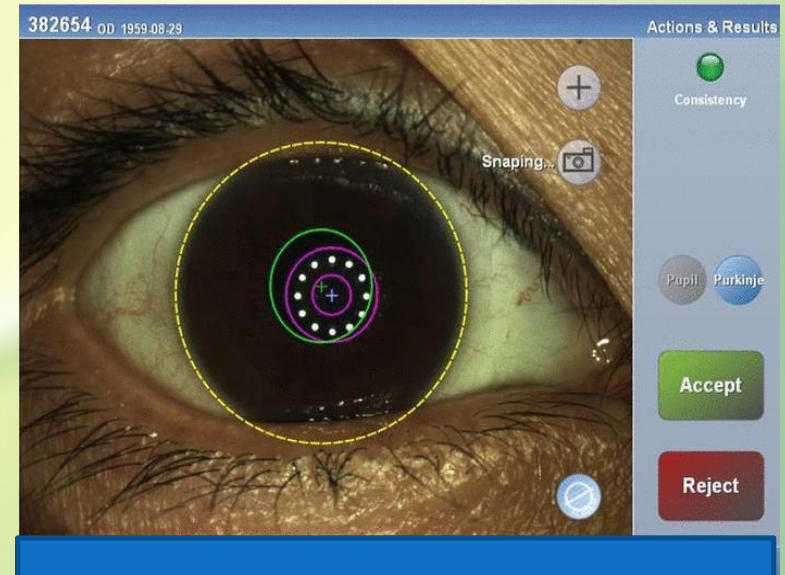 382654 OD 1959-08-29
Actions & Results
Consistency
Snaping...
Pupil
Purkinje
Accept
Reject